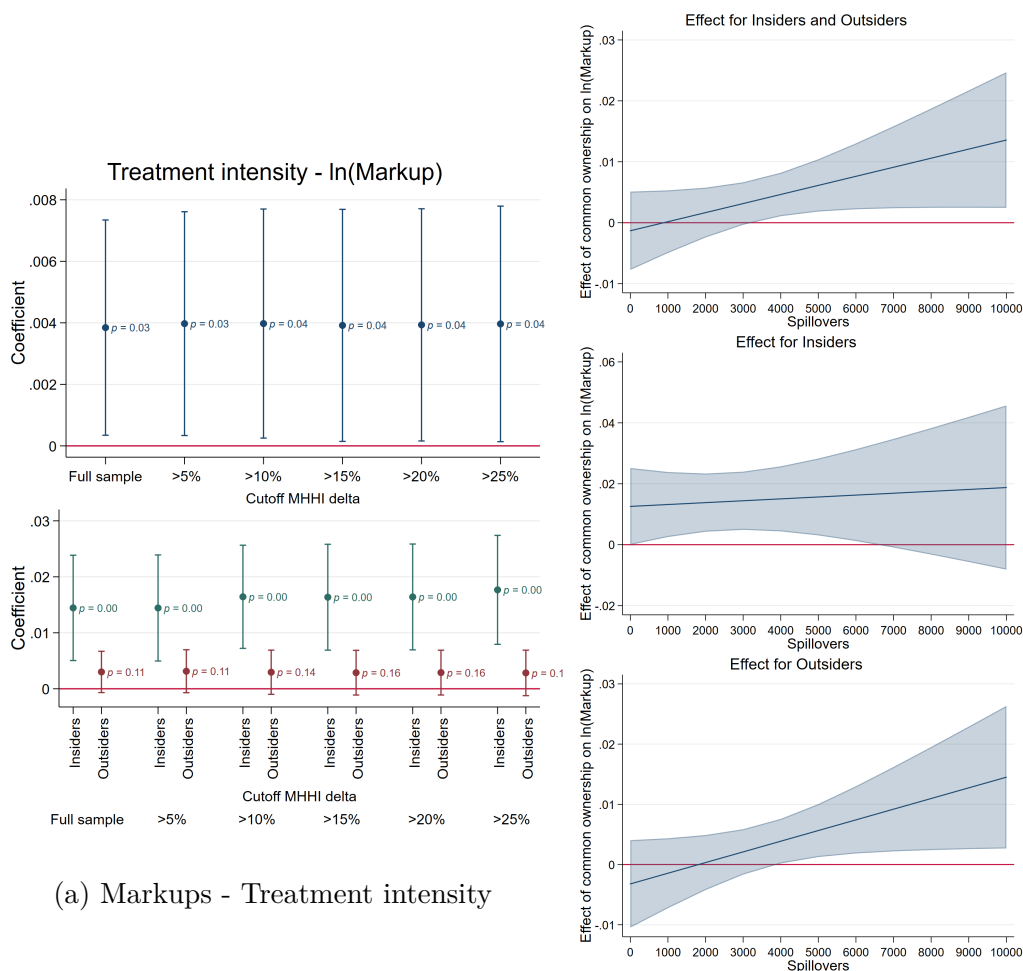 Treatment intensity - ln(Markup)
Coefficient
.008
.006
.004
.002
0
p = 0.03
p = 0.03
p = 0.04
p = 0.04
p = 0.04
p = 0.04
Full sample >5% >10% >15% >20% >25%
Cutoff MHHI delta
Coefficient
.03
.02
.01
0
p = 0.00
p = 0.11
p = 0.00
p = 0.11
p = 0.00
p = 0.14
p = 0.00
p = 0.16
p = 0.00
p = 0.16
p = 0.00
p = 0.1
Insiders Outsiders Insiders Outsiders Insiders Outsiders Insiders Outsiders Insiders Outsiders Insiders Outsiders
Cutoff MHHI delta
Full sample >5% >10% >15% >20% >25%
(a) Markups - Treatment intensity
Effect for Insiders and Outsiders
Effect of common ownership on ln(Markup)
.03
.02
.01
0
-.01
0 1000 2000 3000 4000 5000 6000 7000 8000 9000 10000
Spillovers
Effect for Insiders
Effect of common ownership on ln(Markup)
.06
.04
.02
0
-.02
0 1000 2000 3000 4000 5000 6000 7000 8000 9000 10000
Spillovers
Effect for Outsiders
Effect of common ownership on ln(Markup)
.03
.02
.01
0
-.01
0 1000 2000 3000 4000 5000 6000 7000 8000 9000 10000
Spillovers